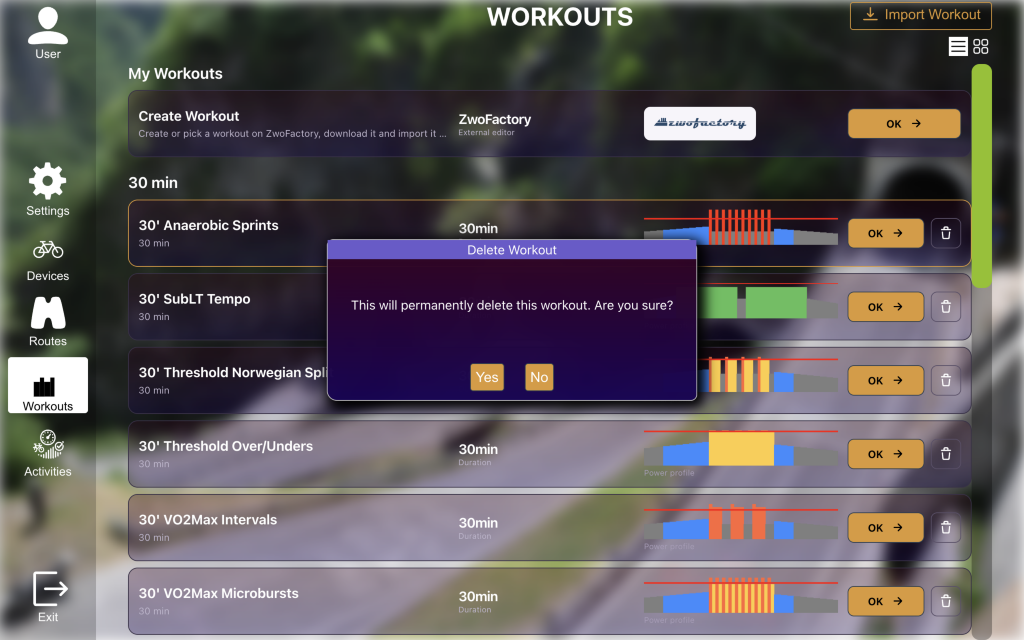 WORKOUTS
Import Workout
User
My Workouts
Create Workout
Create or pick a workout on ZwoFactory, download it and import it ...
ZwoFactory
External editor
zwofactory
OK
30 min
Settings
30' Anaerobic Sprints
30 min
30min
OK
Delete Workout
This will permanently delete this workout. Are you sure?
Yes
No
Devices
30' SubLT Tempo
30 min
OK
Routes
30' Threshold Norwegian Spli
30 min
OK
Workouts
30' Threshold Over/Unders
30 min
30min
Duration
Power profile
OK
Activities
30' VO2Max Intervals
30 min
30min
Duration
Power profile
OK
30' VO2Max Microbursts
30 min
30min
Duration
Power profile
OK
Exit